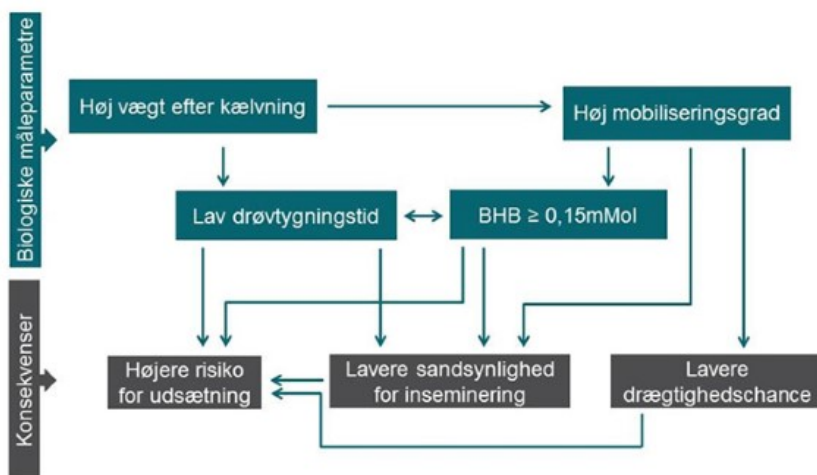 Biologiske måleparametre
Høj vægt efter kælvning
Høj mobiliseringsgrad
Lav drøvtygningstid
BHB ≥ 0,15mMol
Konsekvenser
Højere risiko
for udsætning
Lavere sandsynlighed
for inseminering
Lavere
drægtighedschance